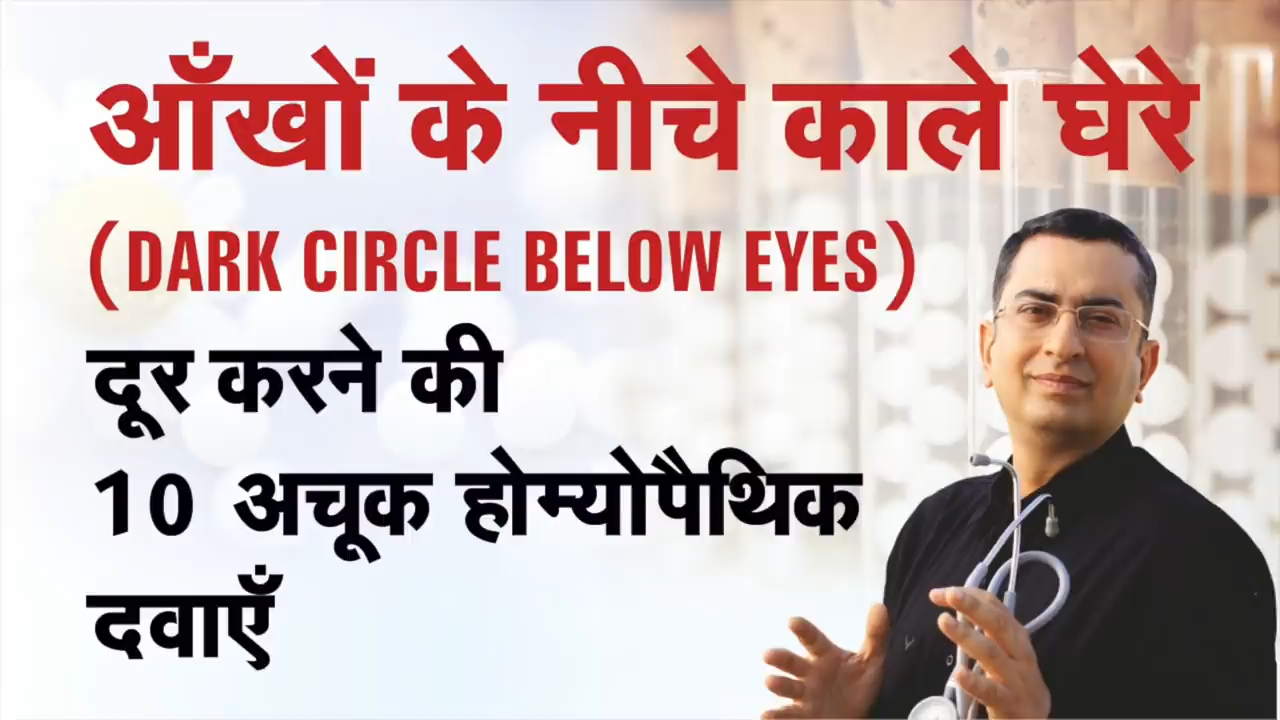 आँखों के नीचे काले घेरे
(DARK CIRCLE BELOW EYES)
दूर करने की
10 अचूक होम्योपैथिक
दवाएँ